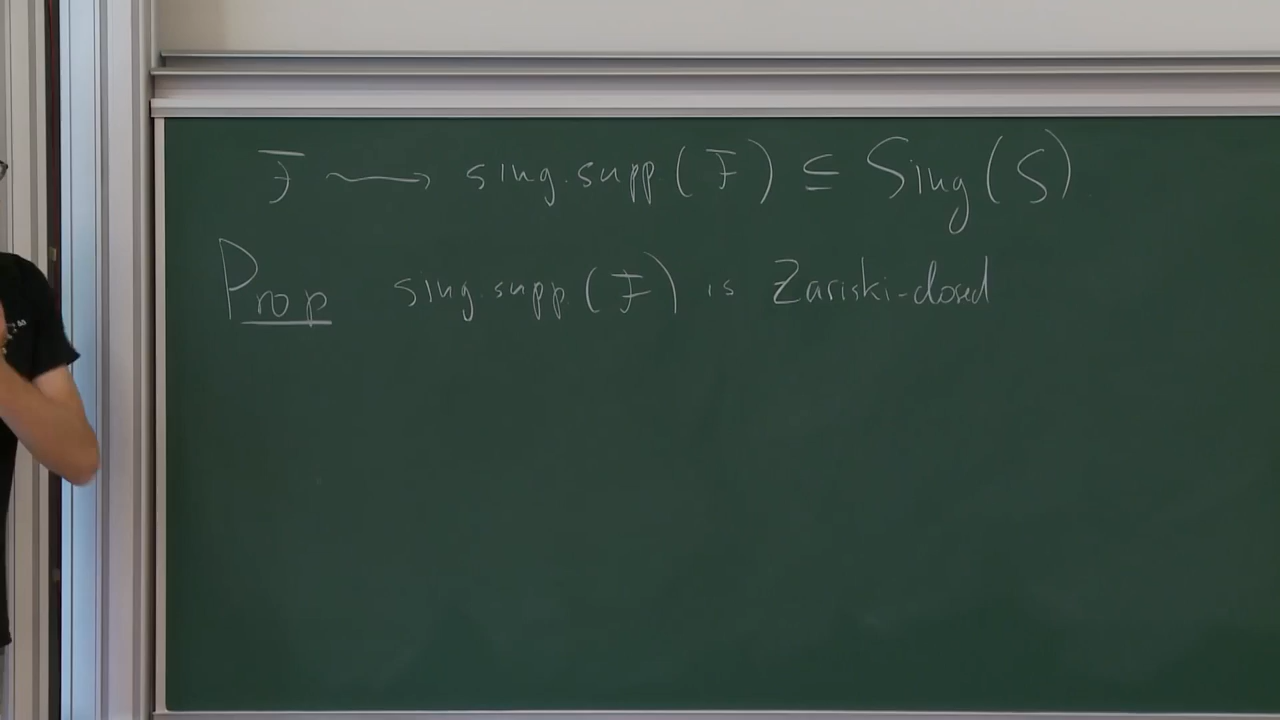 F ⟿ sing.supp(F) ⊆ Sing(S)
Prop sing.supp(F) is Zariski-closed